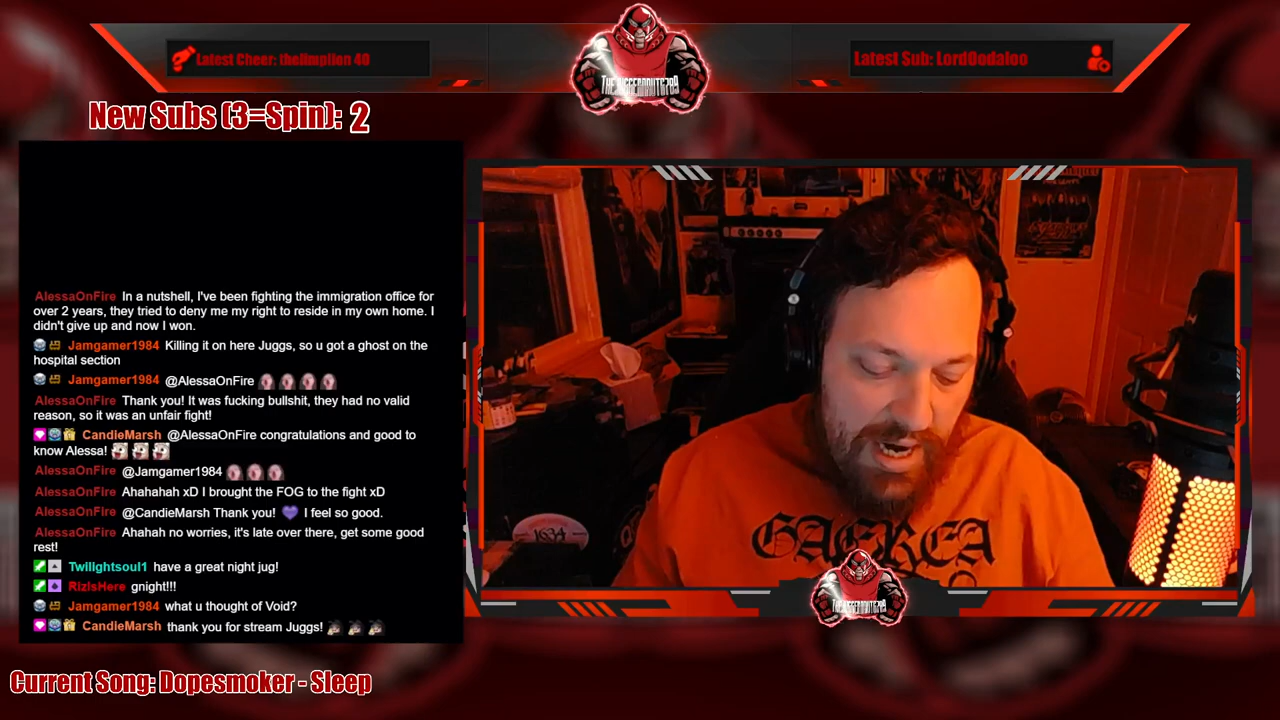 Latest Cheer: thelimplion 40
THEJUGGERNAUT6789
Latest Sub: LordOodaloo
New Subs (3=Spin): 2
AlessaOnFire In a nutshell, I've been fighting the immigration office for
over 2 years, they tried to deny me my right to reside in my own home. I
didn't give up and now I won.
Jamgamer1984 Killing it on here Juggs, so u got a ghost on the
hospital section
Jamgamer1984 @AlessaOnFire
AlessaOnFire Thank you! It was fucking bullshit, they had no valid
reason, so it was an unfair fight!
CandieMarsh @AlessaOnFire congratulations and good to
know Alessa!
AlessaOnFire @Jamgamer1984
AlessaOnFire Ahahahah xD I brought the FOG to the fight xD
AlessaOnFire @CandieMarsh Thank you! I feel so good.
AlessaOnFire Ahahah no worries, it's late over there, get some good
rest!
Twilightsoul1 have a great night jug!
RizIsHere gnight!!!
Jamgamer1984 what u thought of Void?
CandieMarsh thank you for stream Juggs!
GAEREA
THEJUGGERNAUT6789
Current Song: Dopesmoker - Sleep